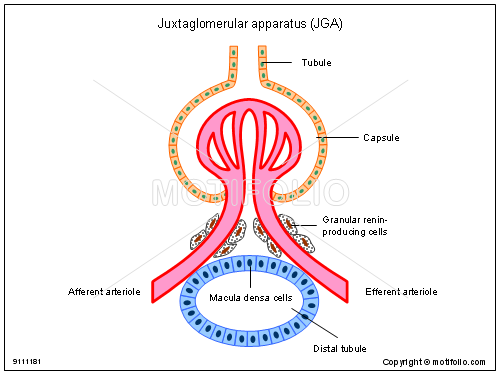 Juxtaglomerular apparatus (JGA)
Tubule
Capsule
MOTIFOLIO
Granular renin-
producing cells
Afferent arteriole
Macula densa cells
Efferent arteriole
Distal tubule
9111181
Copyright ® motifolio.com